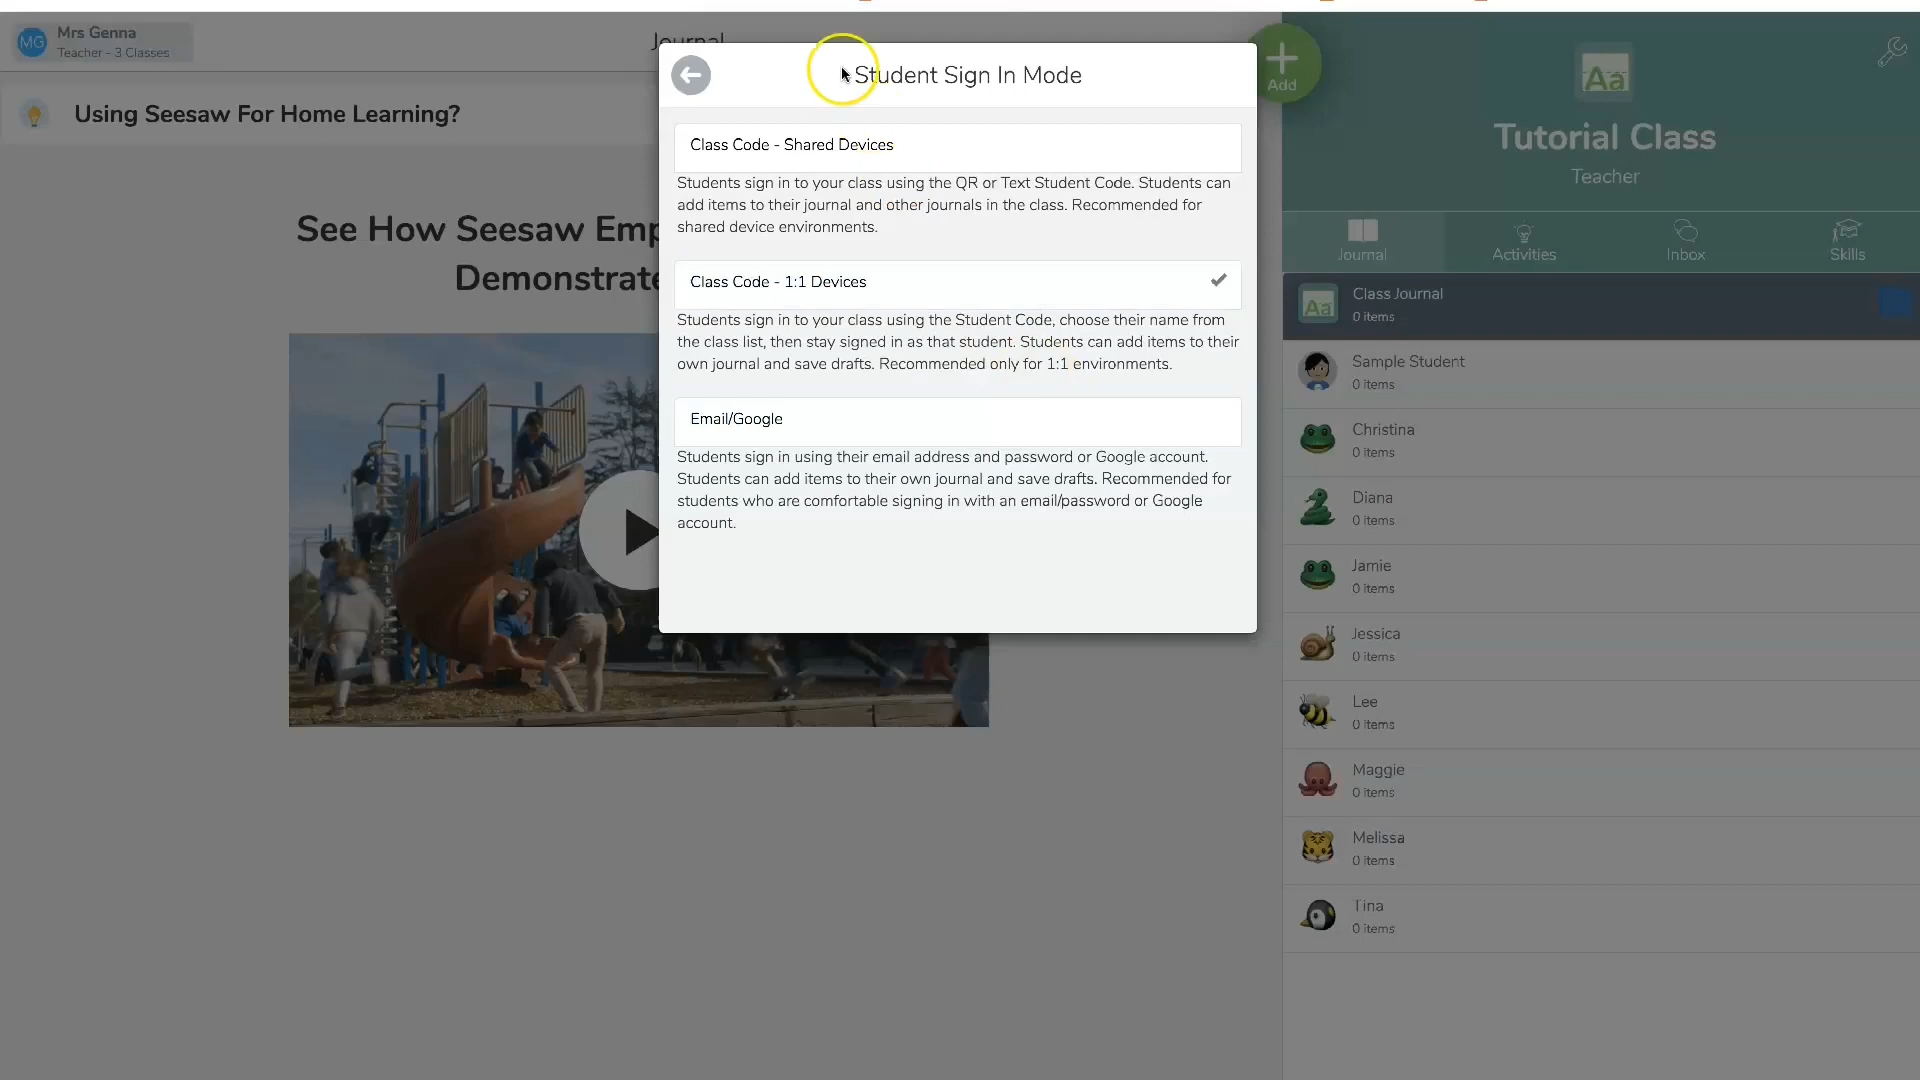 MG
Mrs Genna
Teacher - 3 Classes
Journal
Using Seesaw For Home Learning?
See How Seesaw Emp
Demonstrate
Student Sign In Mode
Class Code - Shared Devices
Students sign in to your class using the QR or Text Student Code. Students can
add items to their journal and other journals in the class. Recommended for
shared device environments.
Class Code - 1:1 Devices
Students sign in to your class using the Student Code, choose their name from
the class list, then stay signed in as that student. Students can add items to their
own journal and save drafts. Recommended only for 1:1 environments.
Email/Google
Students sign in using their email address and password or Google account.
Students can add items to their own journal and save drafts. Recommended for
students who are comfortable signing in with an email/password or Google
account.
Add
Aa
Tutorial Class
Teacher
Journal
Activities
Inbox
Skills
Aa
Class Journal
0 items
Sample Student
0 items
Christina
0 items
Diana
0 items
Jamie
0 items
Jessica
0 items
Lee
0 items
Maggie
0 items
Melissa
0 items
Tina
0 items